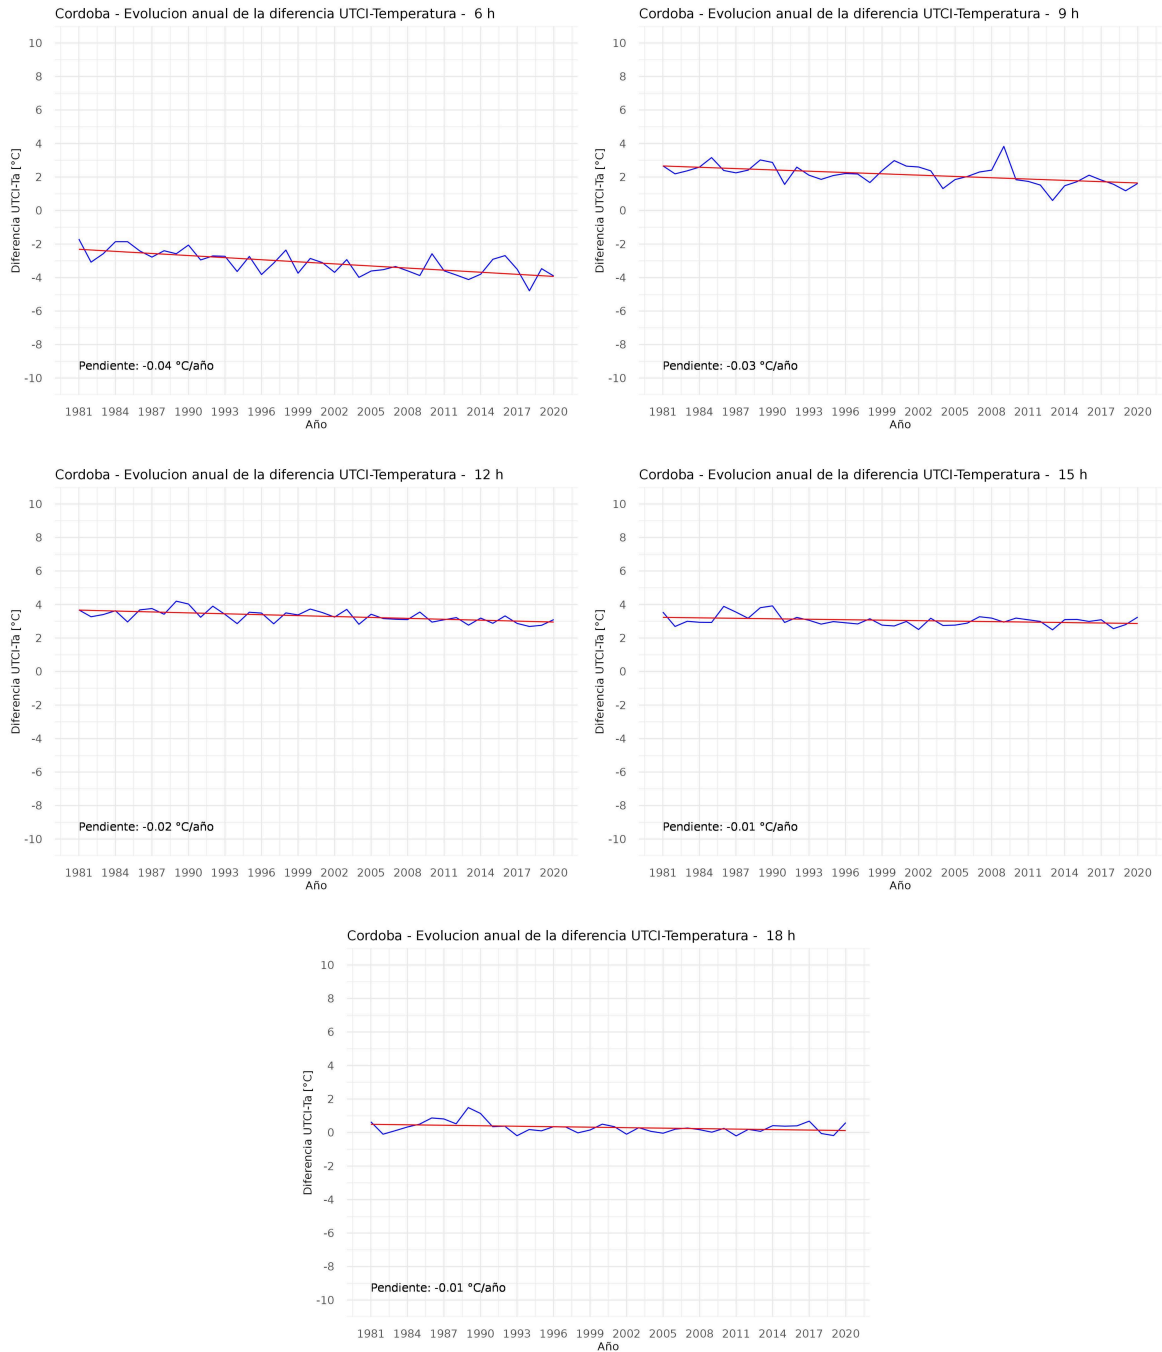 Cordoba - Evolucion anual de la diferencia UTCI-Temperatura -  6 h
10
8
6
4
2
0
-2
-4
-6
-8
-10
Diferencia UTCI-Ta [°C]
Pendiente: -0.04 °C/año
1981 1984 1987 1990 1993 1996 1999 2002 2005 2008 2011 2014 2017 2020
Año
Cordoba - Evolucion anual de la diferencia UTCI-Temperatura -  9 h
10
8
6
4
2
0
-2
-4
-6
-8
-10
Diferencia UTCI-Ta [°C]
Pendiente: -0.03 °C/año
1981 1984 1987 1990 1993 1996 1999 2002 2005 2008 2011 2014 2017 2020
Año
Cordoba - Evolucion anual de la diferencia UTCI-Temperatura -  12 h
10
8
6
4
2
0
-2
-4
-6
-8
-10
Diferencia UTCI-Ta [°C]
Pendiente: -0.02 °C/año
1981 1984 1987 1990 1993 1996 1999 2002 2005 2008 2011 2014 2017 2020
Año
Cordoba - Evolucion anual de la diferencia UTCI-Temperatura -  15 h
10
8
6
4
2
0
-2
-4
-6
-8
-10
Diferencia UTCI-Ta [°C]
Pendiente: -0.01 °C/año
1981 1984 1987 1990 1993 1996 1999 2002 2005 2008 2011 2014 2017 2020
Año
Cordoba - Evolucion anual de la diferencia UTCI-Temperatura -  18 h
10
8
6
4
2
0
-2
-4
-6
-8
-10
Diferencia UTCI-Ta [°C]
Pendiente: -0.01 °C/año
1981 1984 1987 1990 1993 1996 1999 2002 2005 2008 2011 2014 2017 2020
Año